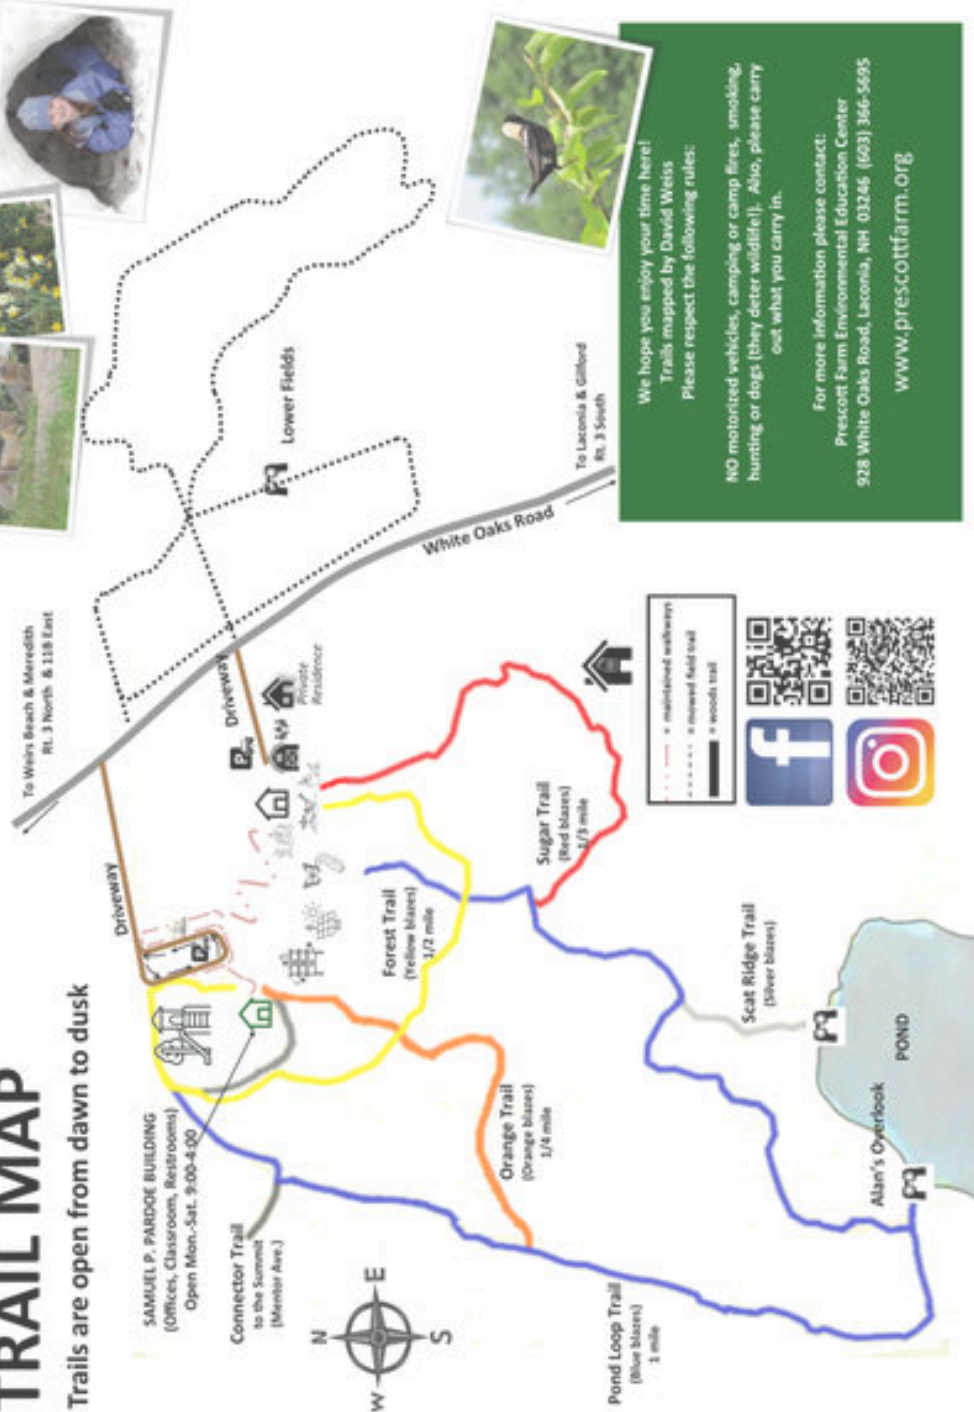 TRAIL MAP
Trails are open from dawn to dusk
To Weirs Beach & Meredith
Rt. 3 North & 11B East
Driveway
Driveway
SAMUEL P. PARDOE BUILDING
(Offices, Classroom, Restrooms)
Open Mon.-Sat. 9:00-4:00
Private
Residence
Lower Fields
Connector Trail
to the Summit
(Mentor Ave.)
N
W
E
S
Forest Trail
(Yellow blazes)
1/2 mile
White Oaks Road
Orange Trail
(Orange blazes)
1/4 mile
Sugar Trail
(Red blazes)
1/3 mile
To Laconia & Gilford
Rt. 3 South
Pond Loop Trail
(Blue blazes)
1 mile
Scat Ridge Trail
(Silver blazes)
Alan's Overlook
POND
= maintained walkways
= mowed field trail
= woods trail
We hope you enjoy your time here!
Trails mapped by David Weiss
Please respect the following rules:
NO motorized vehicles, camping or camp fires, smoking,
hunting or dogs (they deter wildlife!). Also, please carry
out what you carry in.
For more information please contact:
Prescott Farm Environmental Education Center
928 White Oaks Road, Laconia, NH 03246 (603) 366-5695
www.prescottfarm.org